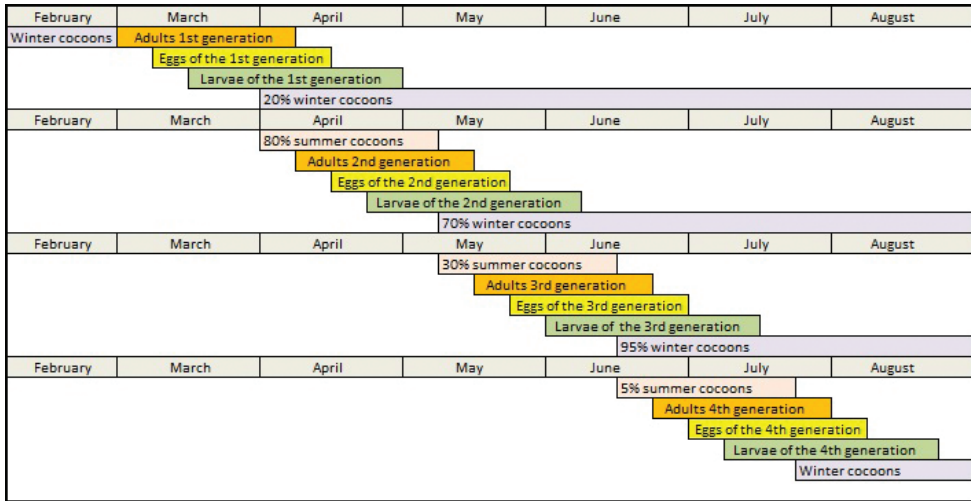 February March April May June July August
Winter cocoons Adults 1st generation
Eggs of the 1st generation
Larvae of the 1st generation
20% winter cocoons
February March April May June July August
80% summer cocoons
Adults 2nd generation
Eggs of the 2nd generation
Larvae of the 2nd generation
70% winter cocoons
February March April May June July August
30% summer cocoons
Adults 3rd generation
Eggs of the 3rd generation
Larvae of the 3rd generation
95% winter cocoons
February March April May June July August
5% summer cocoons
Adults 4th generation
Eggs of the 4th generation
Larvae of the 4th generation
Winter cocoons